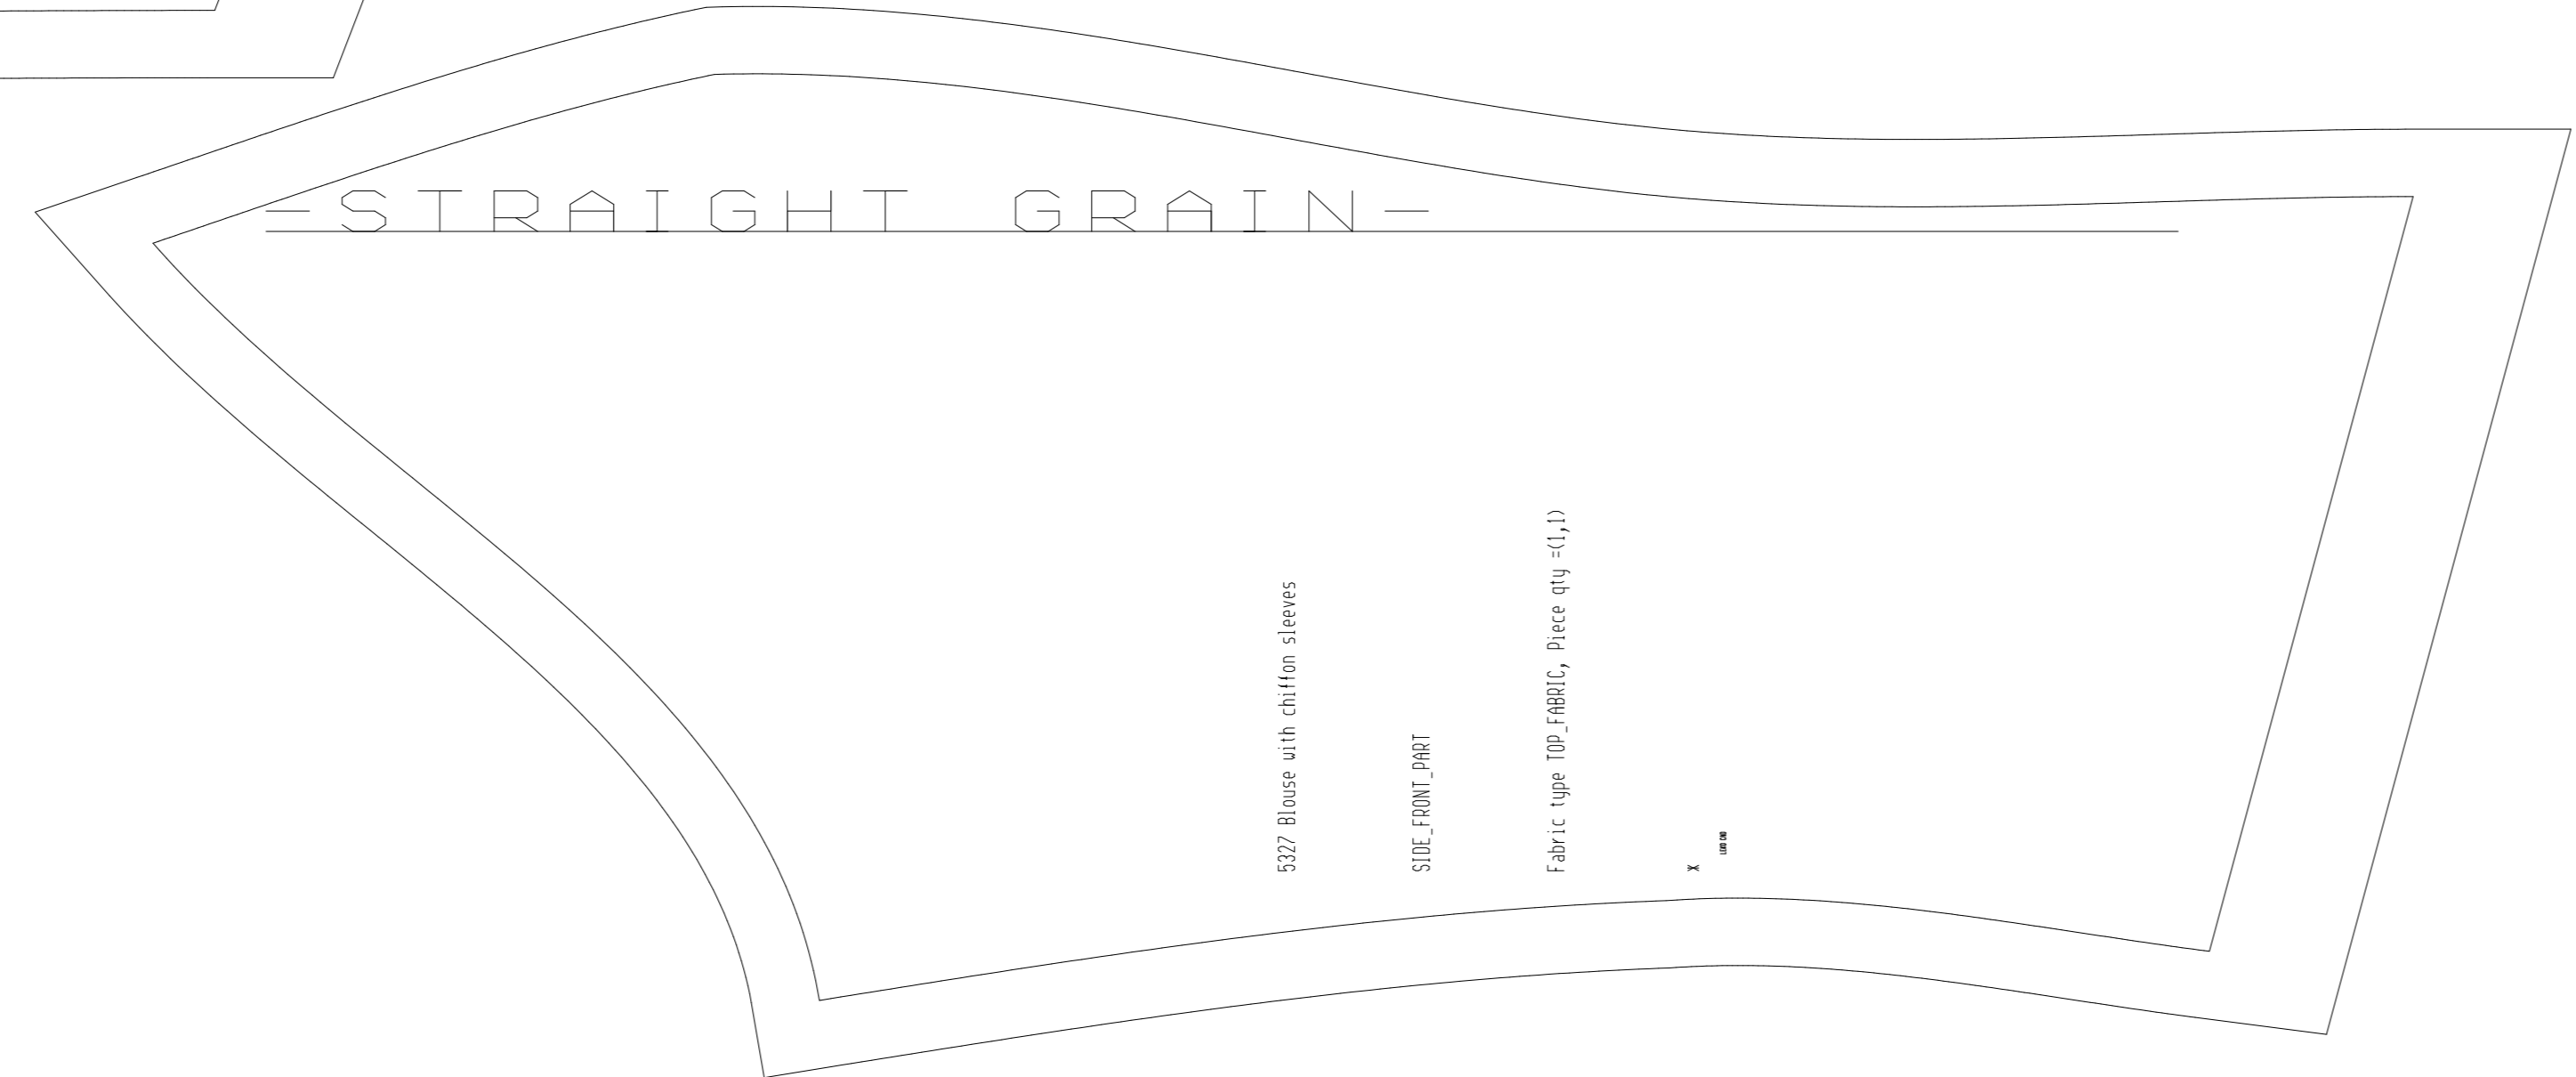 -STRAIGHT GRAIN-
5327 Blouse with chiffon sleeves
SIDE_FRONT_PART
Fabric type TOP_FABRIC, Piece qty =(1,1)
X